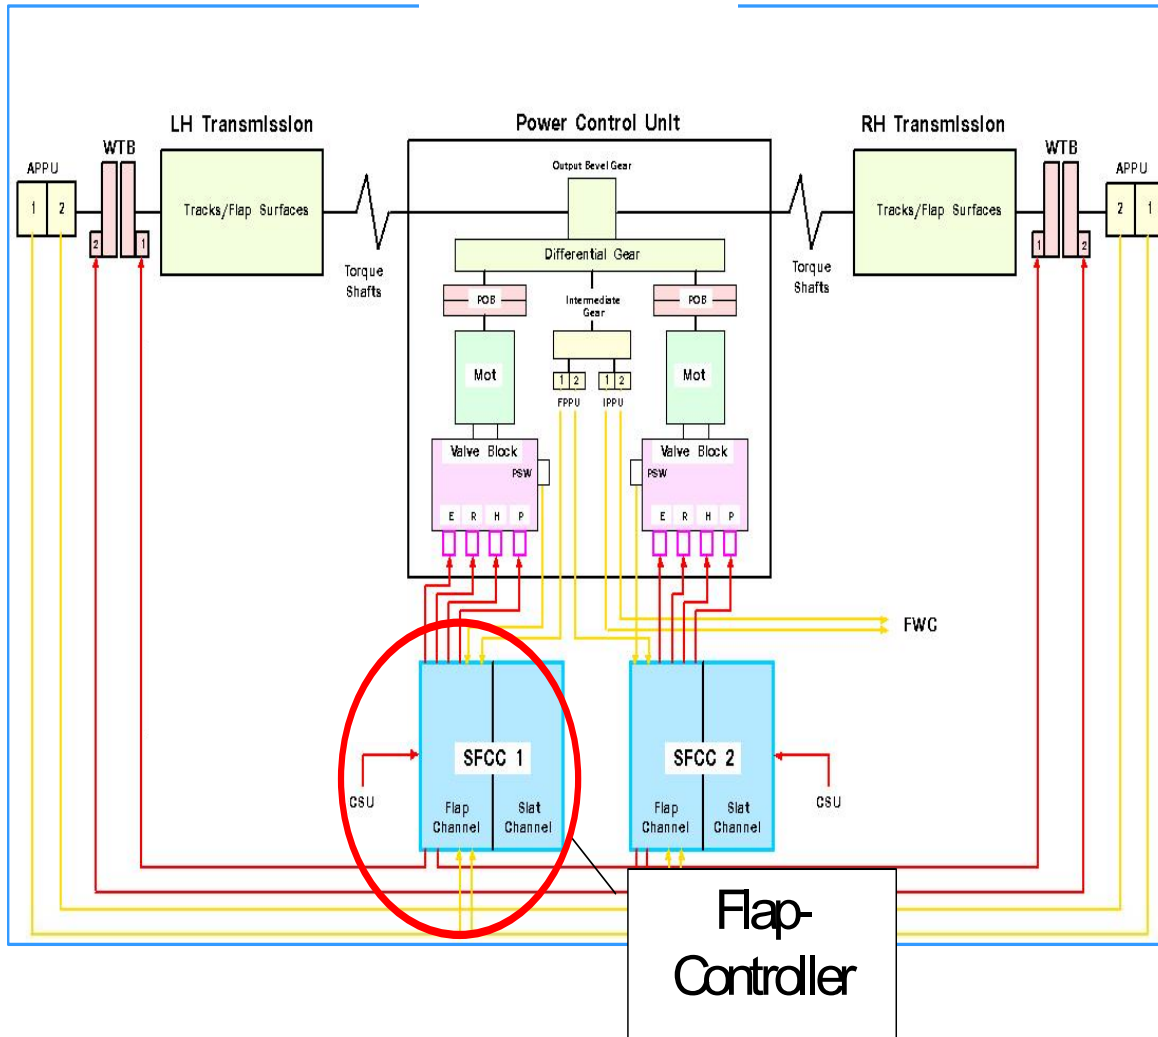 LH Transmission
Power Control Unit
RH Transmission
WTB
WTB
APPU
APPU
Output Bevel Gear
1 2
Tracks/Flap Surfaces
Tracks/Flap Surfaces
2 1
2 1
1 2
Differential Gear
Torque
Shafts
Torque
Shafts
POB
Intermediate
Gear
POB
Mot
Mot
1 2
1 2
FPPU
IPPU
Valve Block
PSW
Valve Block
PSW
E R H P
E R H P
FWC
SFCC 1
SFCC 2
CSU
CSU
Flap
Channel
Slat
Channel
Flap
Channel
Slat
Channel
Flap-
Controller